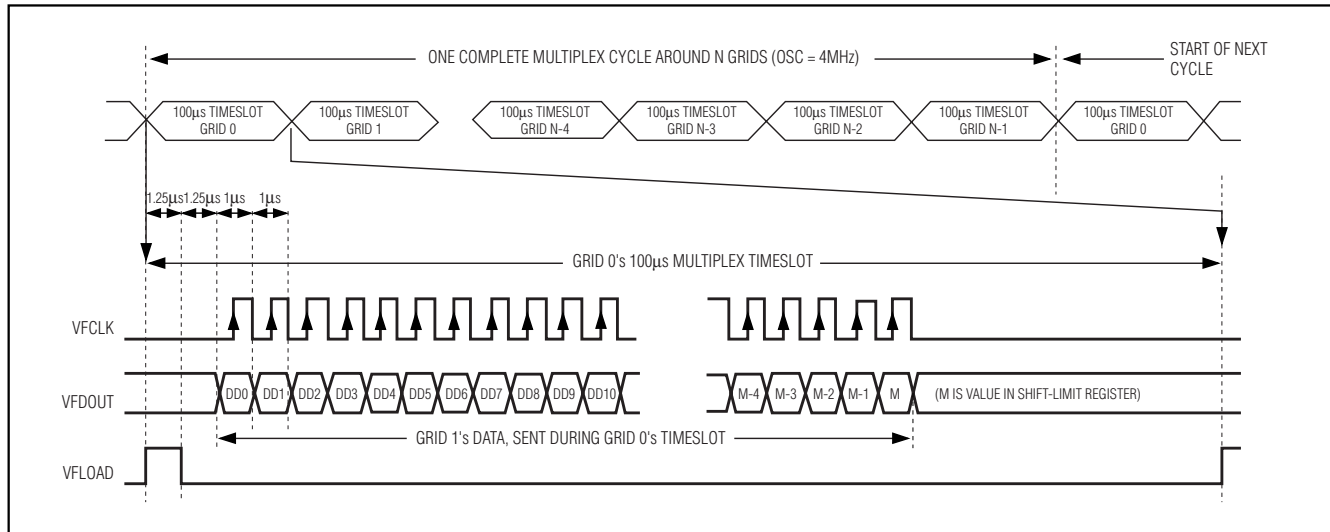 ONE COMPLETE MULTIPLEX CYCLE AROUND N GRIDS (OSC = 4MHz)
START OF NEXT
CYCLE
100μs TIMESLOT
GRID 0
100μs TIMESLOT
GRID 1
100μs TIMESLOT
GRID N-4
100μs TIMESLOT
GRID N-3
100μs TIMESLOT
GRID N-2
100μs TIMESLOT
GRID N-1
100μs TIMESLOT
GRID 0
1.25μs 1.25μs 1μs 1μs
GRID 0's 100μs MULTIPLEX TIMESLOT
VFCLK
VFDOUT DD0 DD1 DD2 DD3 DD4 DD5 DD6 DD7 DD8 DD9 DD10 M-4 M-3 M-2 M-1 M (M IS VALUE IN SHIFT-LIMIT REGISTER)
GRID 1's DATA, SENT DURING GRID 0's TIMESLOT
VFLOAD